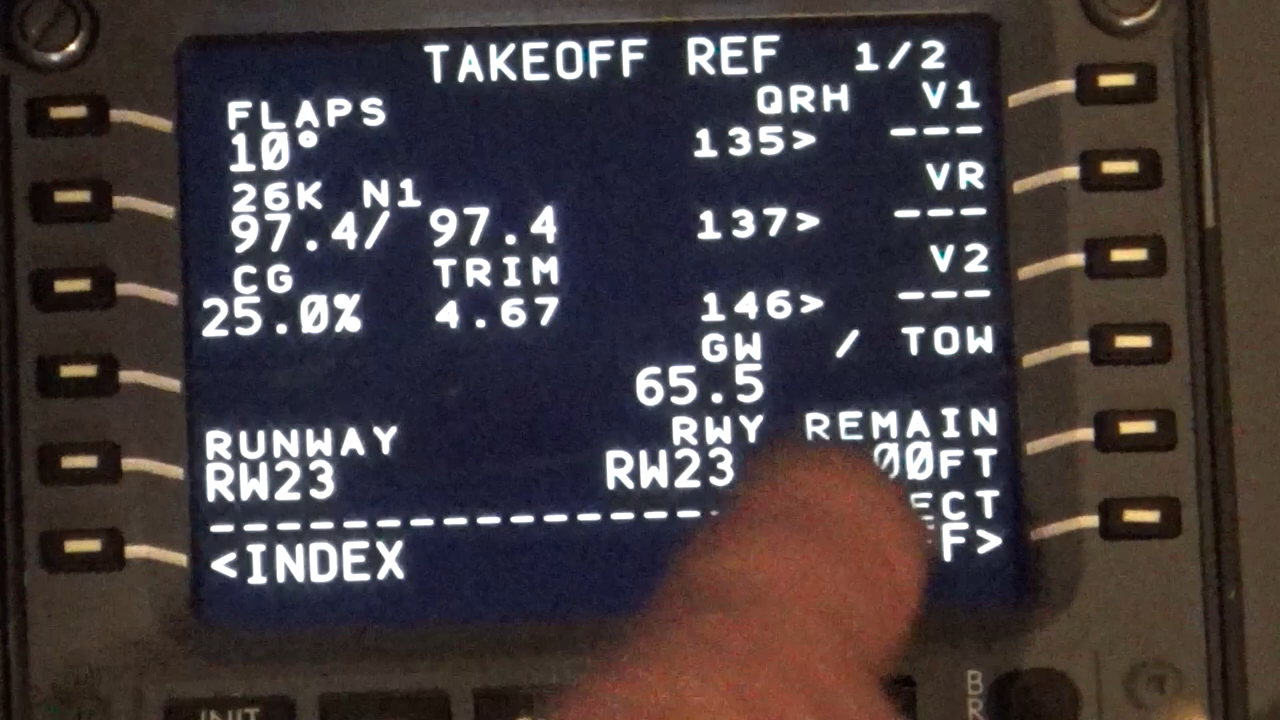 TAKEOFF REF 1/2
FLAPS QRH V1
10° 135> ---
26K N1 VR
97.4/ 97.4 137> ---
CG TRIM V2
25.0% 4.67 146> ---
GW / TOW
65.5
RUNWAY RWY REMAIN
RW23 RW23 00FT
<INDEX
INIT